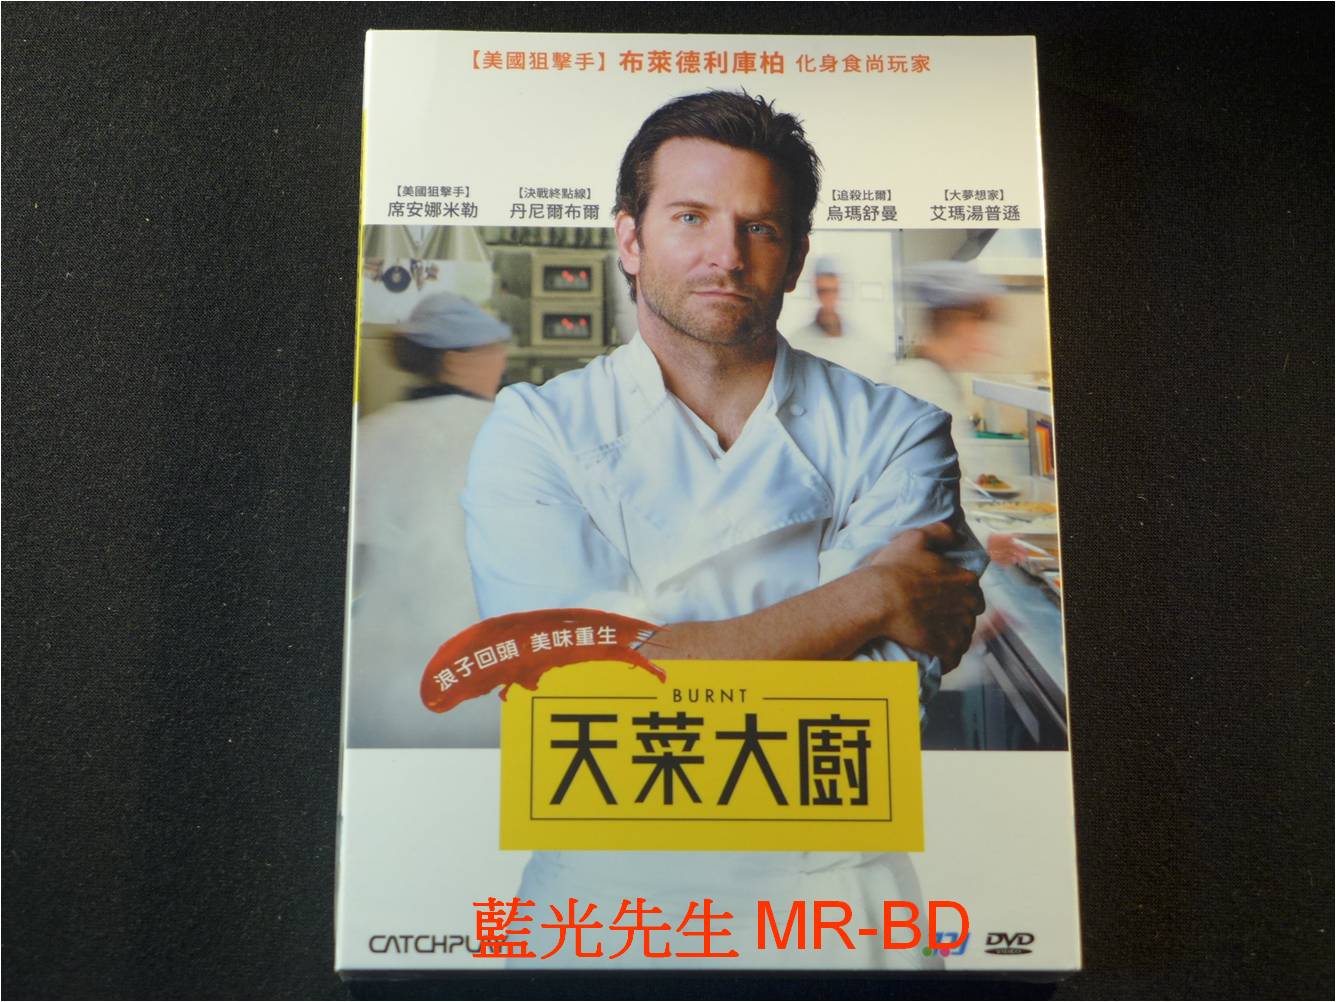 【美國狙擊手】布萊德利庫柏 化身食尚玩家
【美國狙擊手】
席安娜米勒
【決戰終點線】
丹尼爾布爾
【追殺比爾】
烏瑪舒曼
【大夢想家】
艾瑪湯普遜
浪子回頭 美味重生
BURNT
天菜大廚
藍光先生 MR-BD
CATCHPLAY
DVD